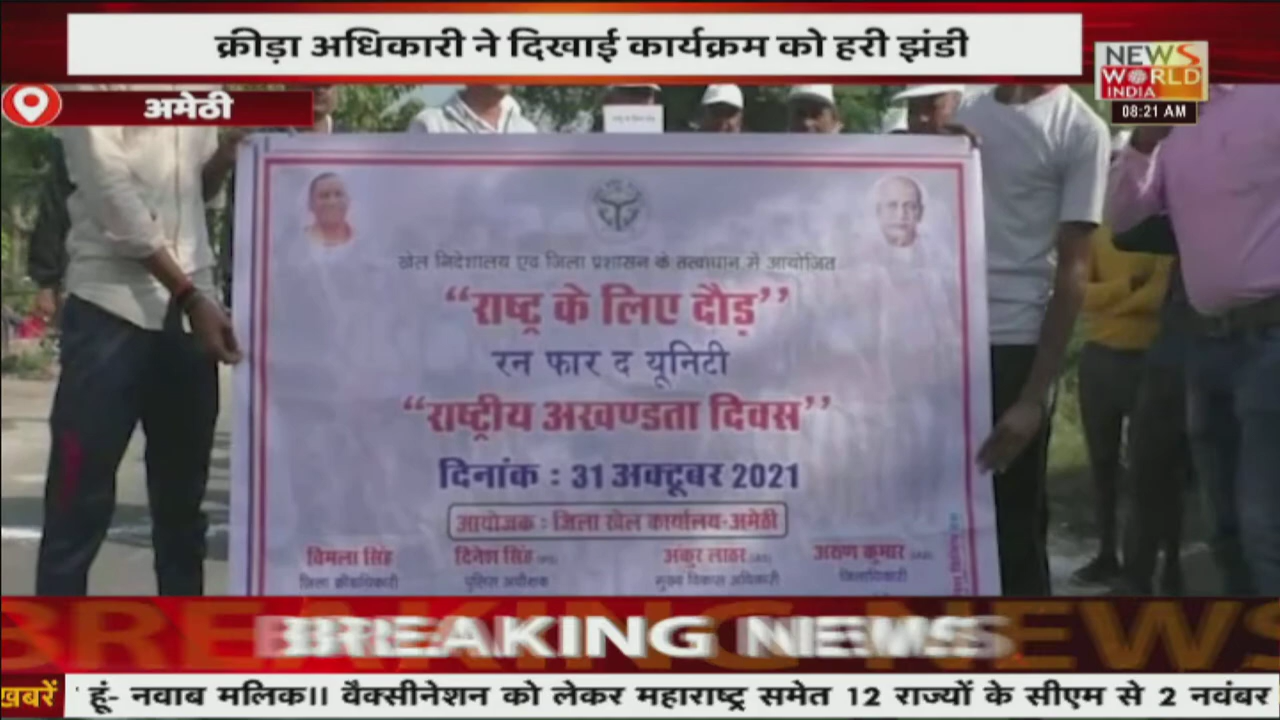 क्रीड़ा अधिकारी ने दिखाई कार्यक्रम को हरी झंडी
NEWS
WORLD
INDIA
08:21 AM
अमेठी
खेल निदेशालय एवं जिला प्रशासन के तत्वाधान में आयोजित
“राष्ट्र के लिए दौड़”
रन फार द यूनिटी
“राष्ट्रीय अखण्डता दिवस”
दिनांक : 31 अक्टूबर 2021
आयोजक : जिला खेल कार्यालय-अमेठी
विमला सिंह दिनेश सिंह अंकुर लाठर अरुण कुमार
जिला क्रीड़ाधिकारी पुलिस अधीक्षक मुख्य विकास अधिकारी जिलाधिकारी
BREAKING NEWS
खबरें हूं- नवाब मलिक।। वैक्सीनेशन को लेकर महाराष्ट्र समेत 12 राज्यों के सीएम से 2 नवंबर